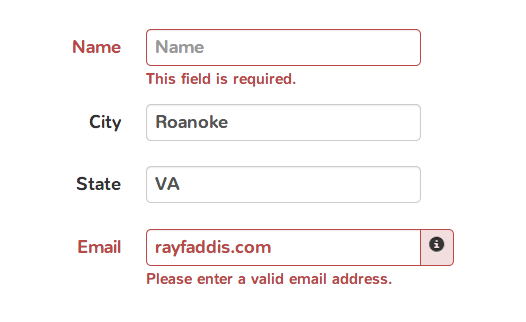 Name Name
This field is required.
City Roanoke
State VA
Email rayfaddis.com
Please enter a valid email address.